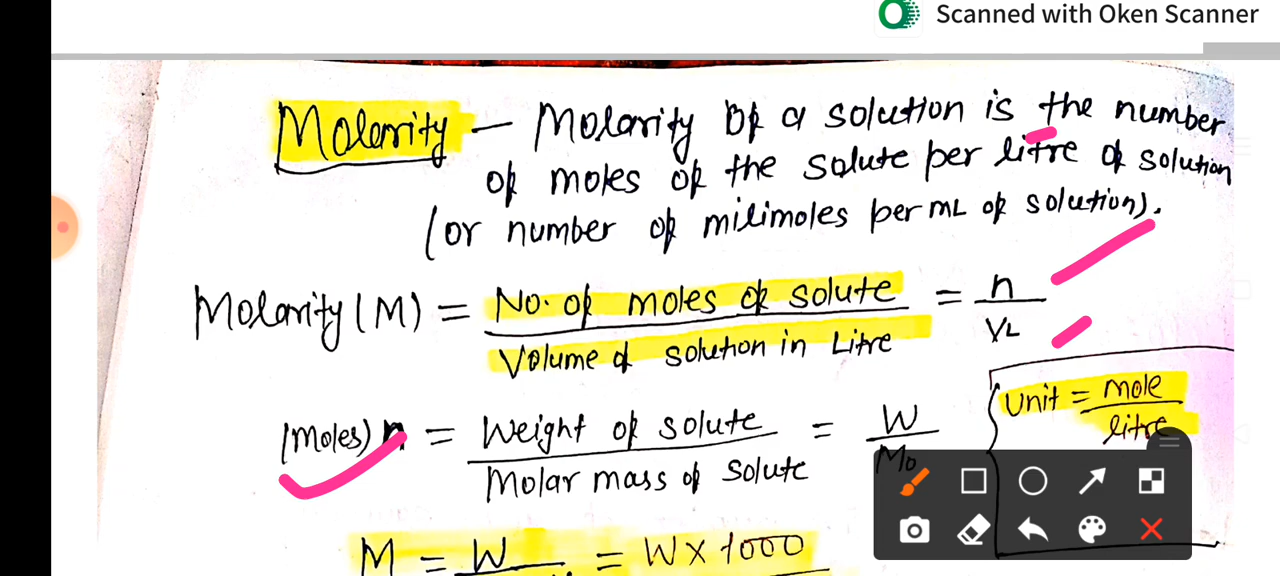 Scanned with Oken Scanner
Molarity – Molarity of a solution is the number
of moles of the solute per litre of solution
(or number of milimoles per mL of solution).
Molarity (M) = No. of moles of solute / Volume of solution in Litre = n / VL
Unit = mole / litre
(Moles) n = Weight of solute / Molar mass of solute = W / Mo
M = W = W X 1000